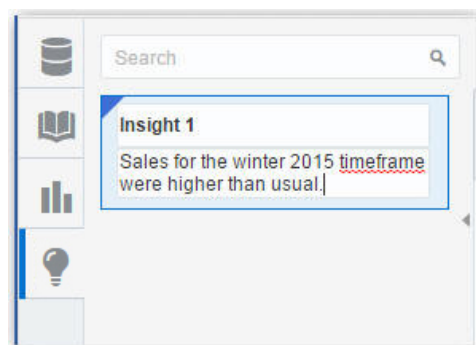 Search
Insight 1
Sales for the winter 2015 timeframe
were higher than usual.